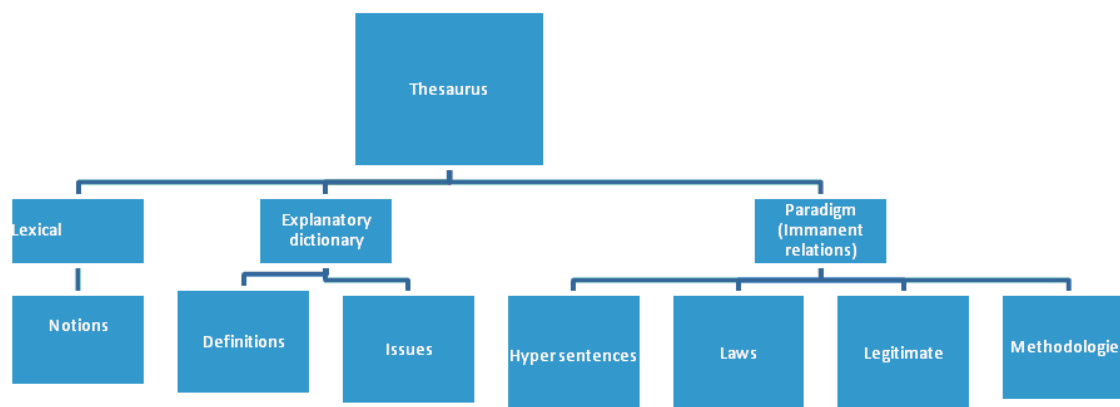 Thesaurus
Lexical
Explanatory
dictionary
Paradigm
(Immanent
relations)
Notions
Definitions
Issues
Hyper sentences
Laws
Legitimate
Methodologie